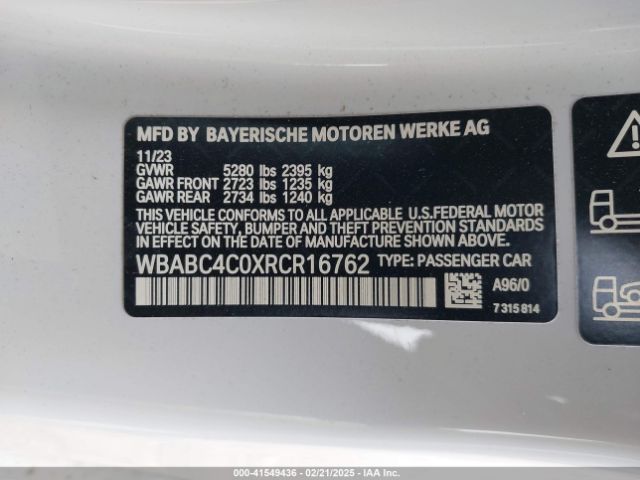 MFD BY BAYERISCHE MOTOREN WERKE AG
11/23
GVWR 5280 lbs 2395 kg
GAWR FRONT 2723 lbs 1235 kg
GAWR REAR 2734 lbs 1240 kg
THIS VEHICLE CONFORMS TO ALL APPLICABLE U.S.FEDERAL MOTOR
VEHICLE SAFETY, BUMPER AND THEFT PREVENTION STANDARDS
IN EFFECT ON THE DATE OF MANUFACTURE SHOWN ABOVE.
WBABC4C0XRCR16762 TYPE: PASSENGER CAR
A96/0
7 315 814
000-41549436 - 02/21/2025 - IAA Inc.